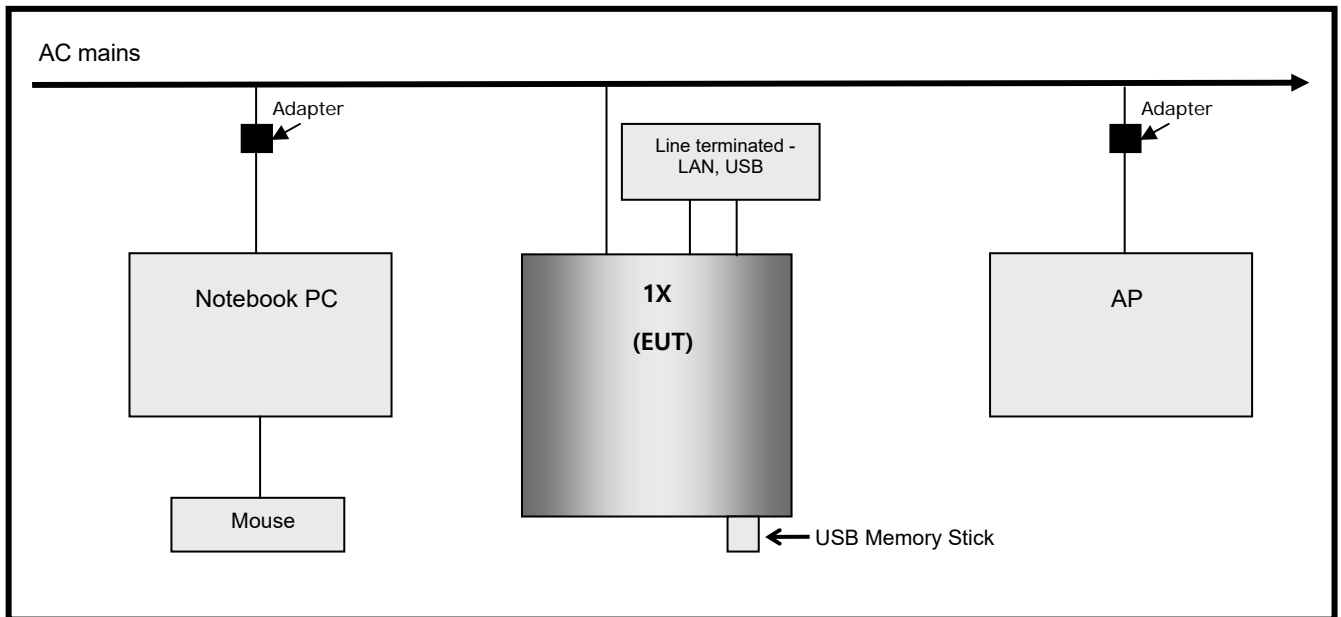 AC mains
Adapter
Adapter
Line terminated -
LAN, USB
Notebook PC
1X
(EUT)
AP
Mouse
USB Memory Stick